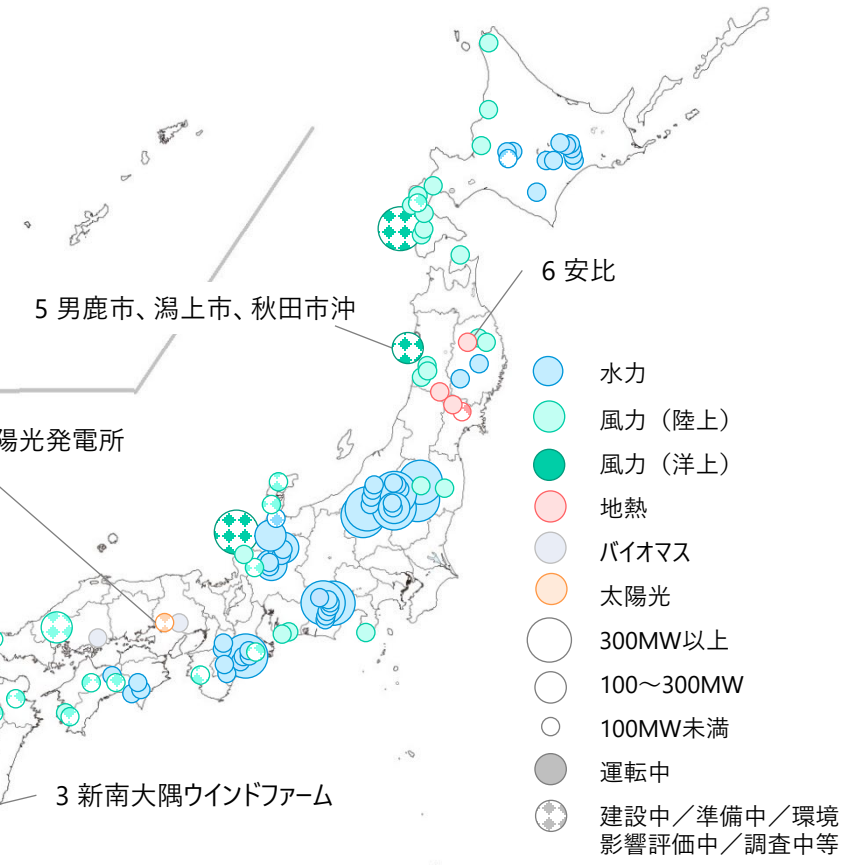 6 安比
5 男鹿市、潟上市、秋田市沖
陽光発電所
水力
風力（陸上）
風力（洋上）
地熱
バイオマス
太陽光
300MW以上
100～300MW
100MW未満
運転中
建設中／準備中／環境
影響評価中／調査中等
3 新南大隅ウインドファーム